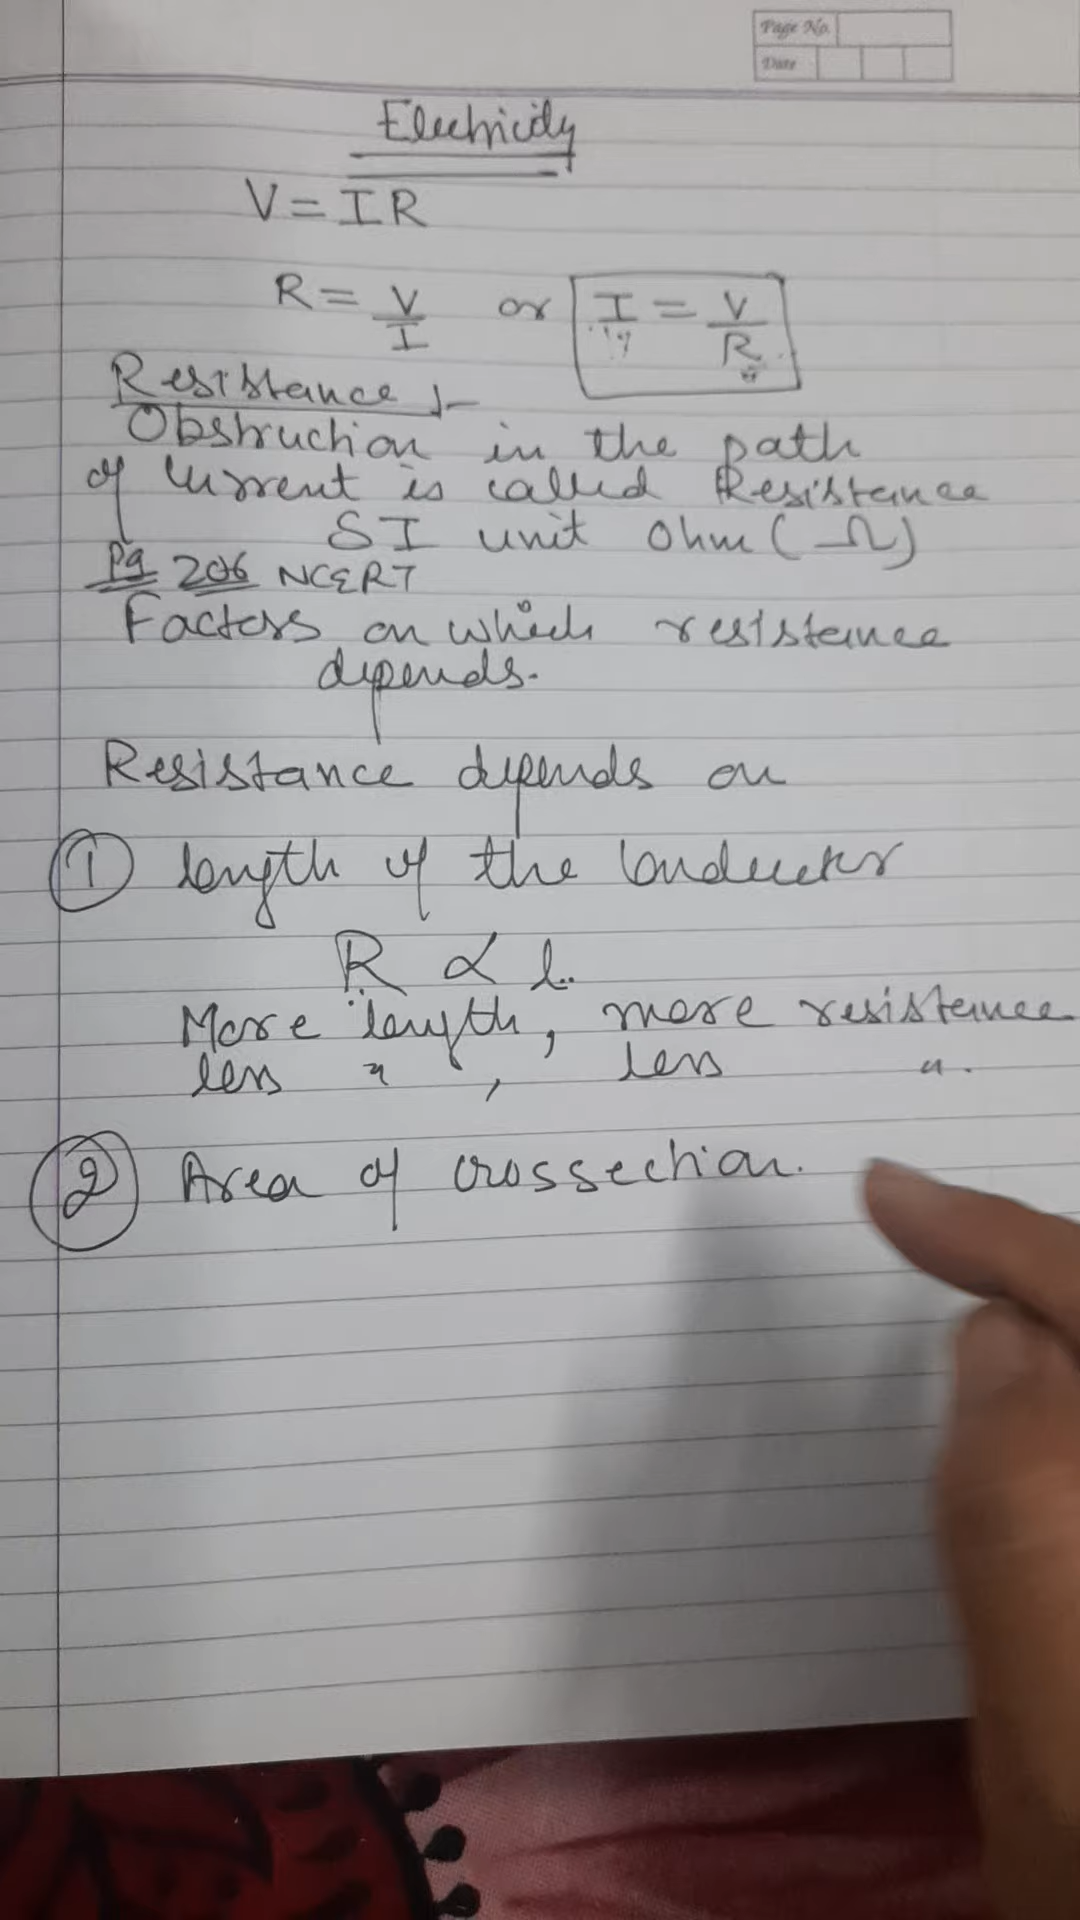 Page No.
Date
Electricity
V = IR
R = V/I or I = V/R
Resistance :-
Obstruction in the path
of current is called Resistance
SI unit Ohm (Ω)
Pg 206 NCERT
Factors on which resistance
depends.
Resistance depends on
① length of the conductor
R ∝ l.
More length, more resistance
less " , less ".
② Area of crossection.